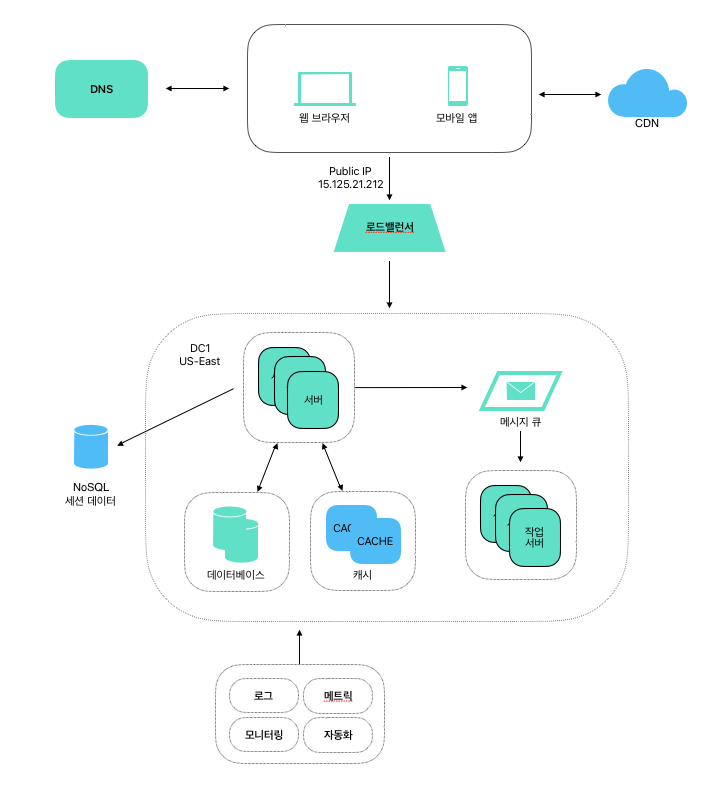 DNS
웹 브라우저
모바일 앱
CDN
Public IP
15.125.21.212
로드밸런서
DC1
US-East
서버
메시지 큐
NoSQL
세션 데이터
CAC
CACHE
데이터베이스
캐시
작업
서버
로그
메트릭
모니터링
자동화